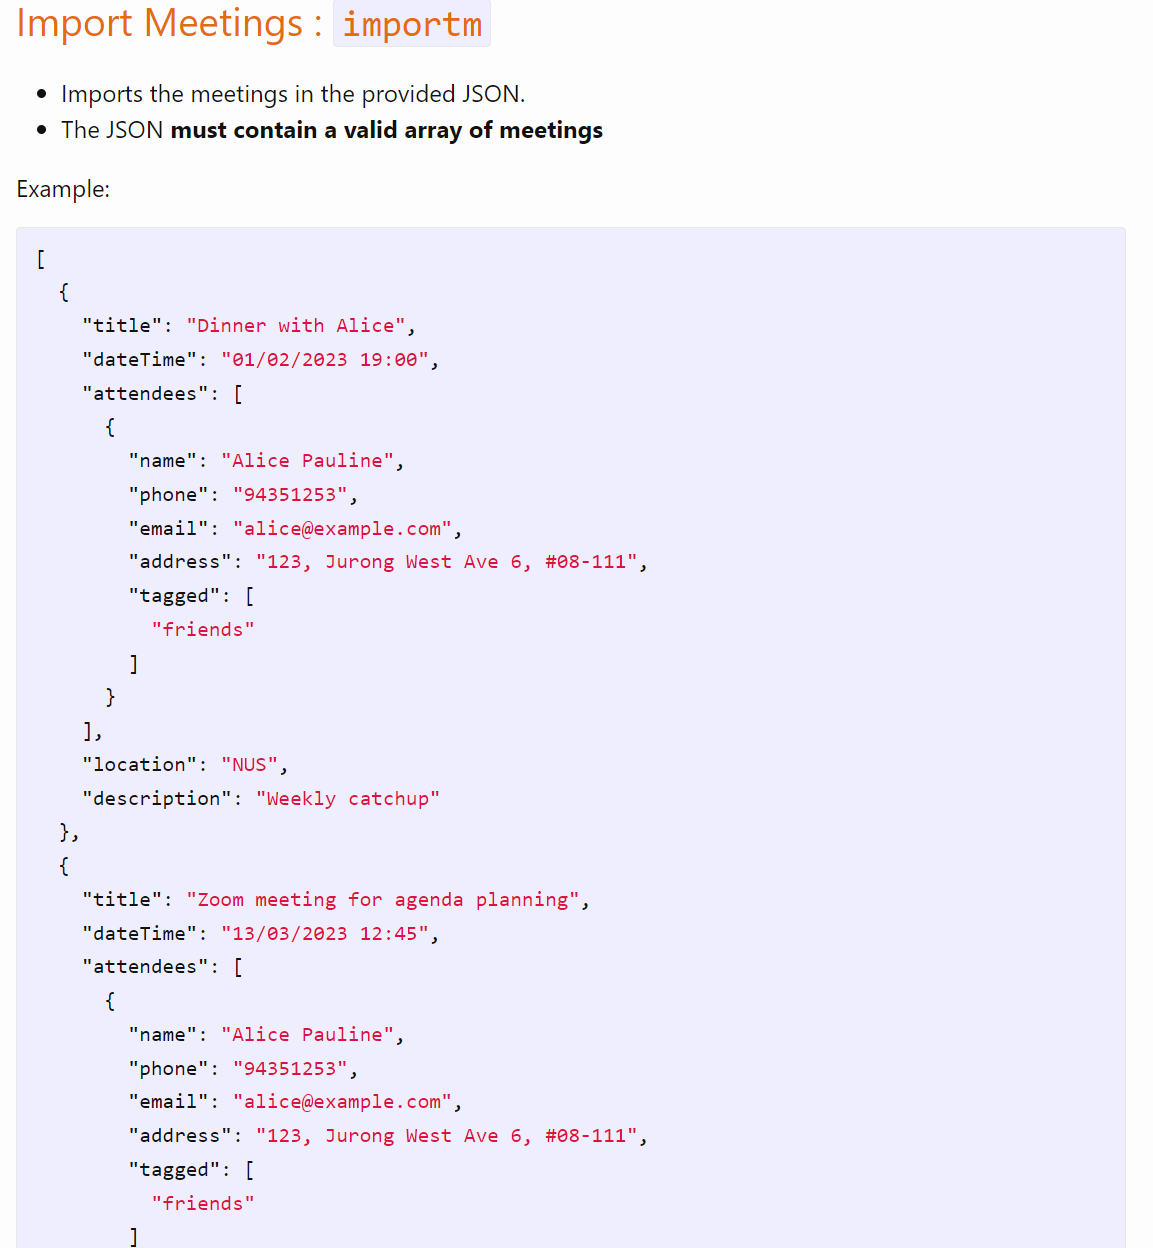 Import Meetings : importm
• Imports the meetings in the provided JSON.
• The JSON must contain a valid array of meetings
Example:
[
  {
    "title": "Dinner with Alice",
    "dateTime": "01/02/2023 19:00",
    "attendees": [
      {
        "name": "Alice Pauline",
        "phone": "94351253",
        "email": "alice@example.com",
        "address": "123, Jurong West Ave 6, #08-111",
        "tagged": [
          "friends"
        ]
      }
    ],
    "location": "NUS",
    "description": "Weekly catchup"
  },
  {
    "title": "Zoom meeting for agenda planning",
    "dateTime": "13/03/2023 12:45",
    "attendees": [
      {
        "name": "Alice Pauline",
        "phone": "94351253",
        "email": "alice@example.com",
        "address": "123, Jurong West Ave 6, #08-111",
        "tagged": [
          "friends"
        ]